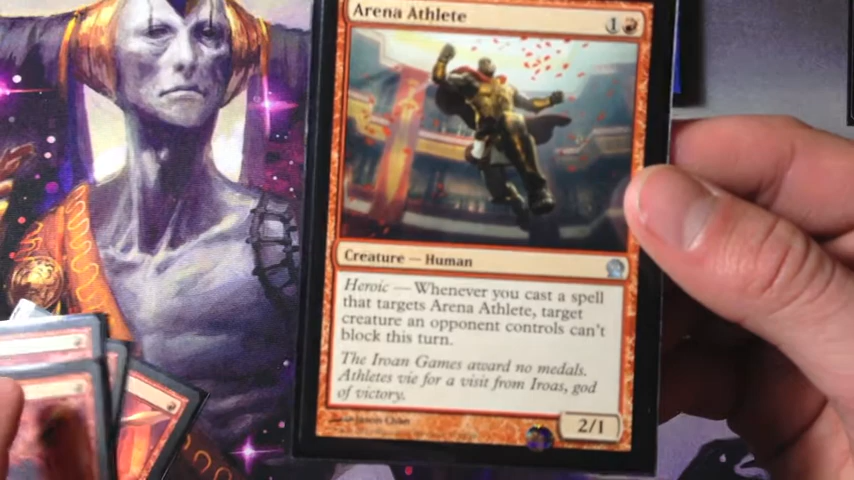 Arena Athlete 1
Creature — Human
Heroic — Whenever you cast a spell
that targets Arena Athlete, target
creature an opponent controls can't
block this turn.
The Iroan Games award no medals.
Athletes vie for a visit from Iroas, god
of victory.
2/1